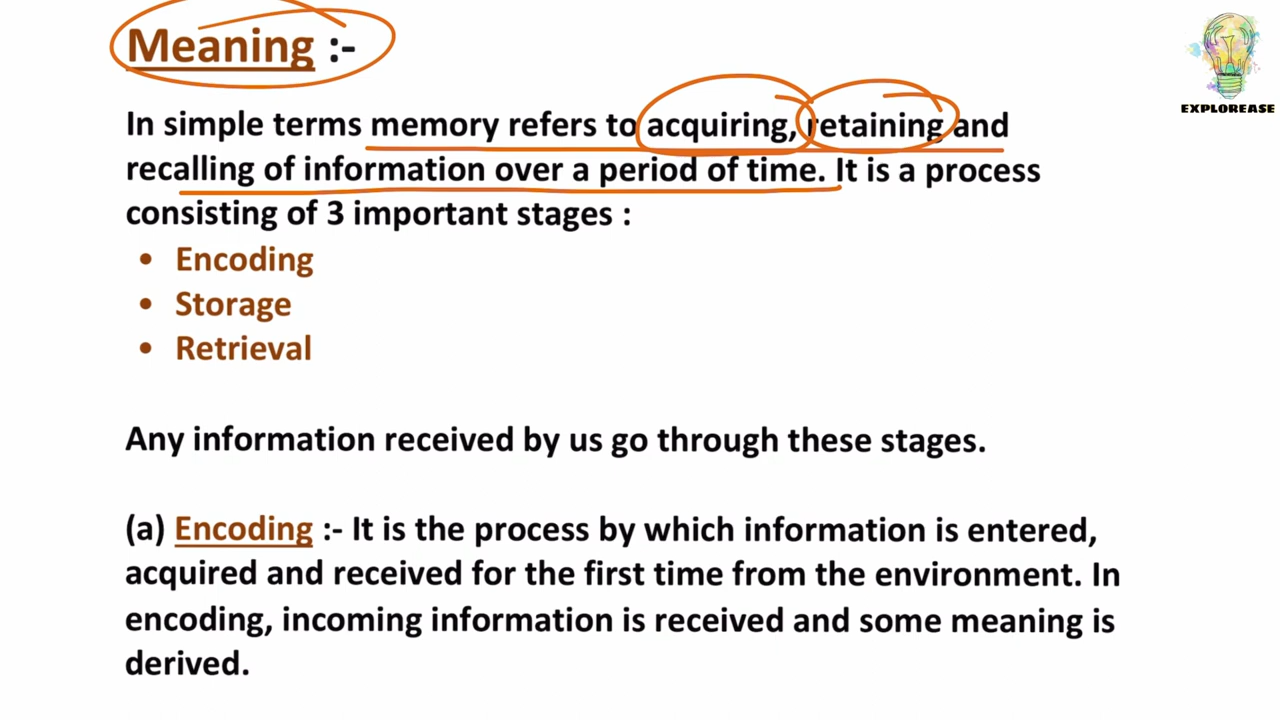 Meaning :-
EXPLOREASE
In simple terms memory refers to acquiring, retaining and
recalling of information over a period of time. It is a process
consisting of 3 important stages :
• Encoding
• Storage
• Retrieval
Any information received by us go through these stages.
(a) Encoding :- It is the process by which information is entered,
acquired and received for the first time from the environment. In
encoding, incoming information is received and some meaning is
derived.